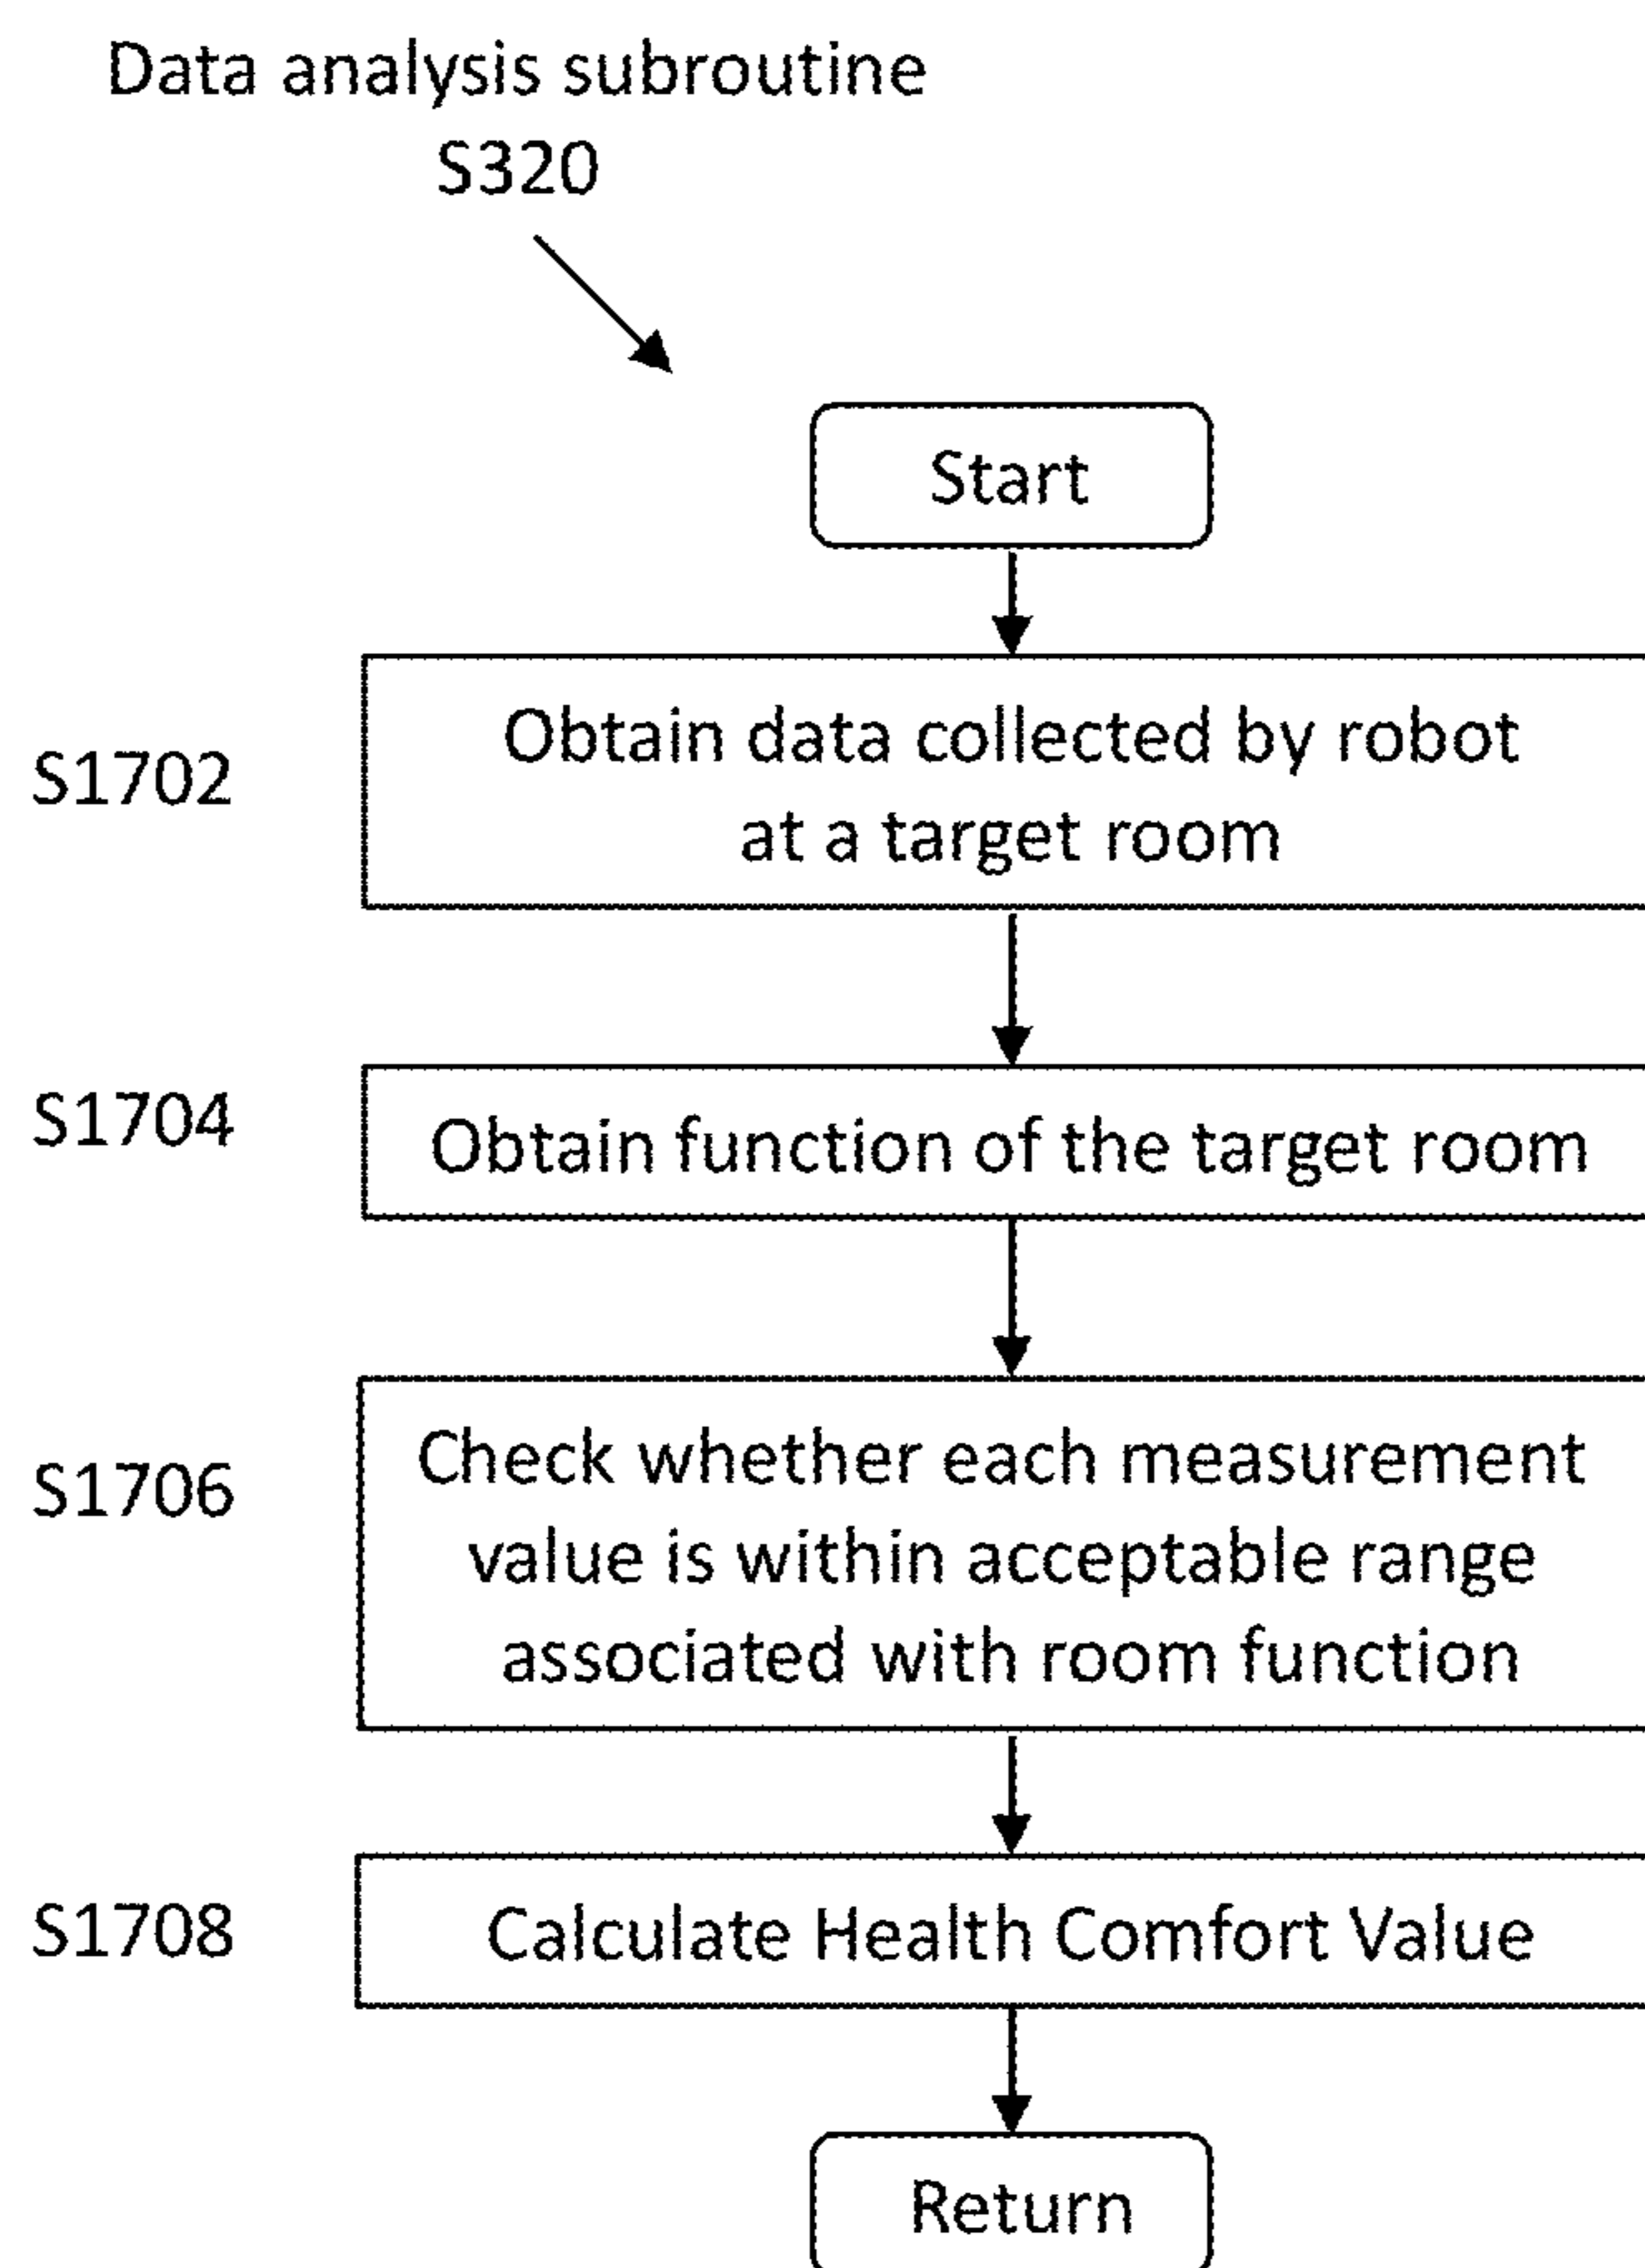 Data analysis subroutine
S320
Start
S1702
Obtain data collected by robot
at a target room
S1704
Obtain function of the target room
S1706
Check whether each measurement
value is within acceptable range
associated with room function
S1708
Calculate Health Comfort Value
Return